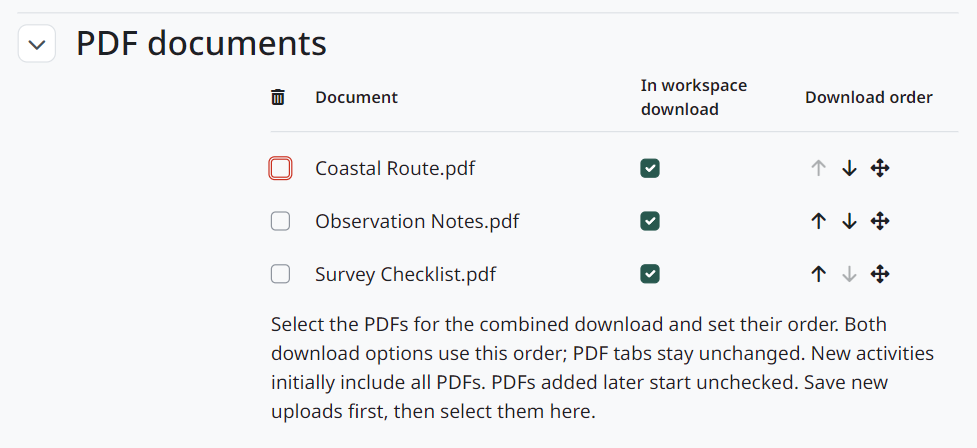 PDF documents
Document
In workspace
download
Download order
Coastal Route.pdf
Observation Notes.pdf
Survey Checklist.pdf
Select the PDFs for the combined download and set their order. Both
download options use this order; PDF tabs stay unchanged. New activities
initially include all PDFs. PDFs added later start unchecked. Save new
uploads first, then select them here.